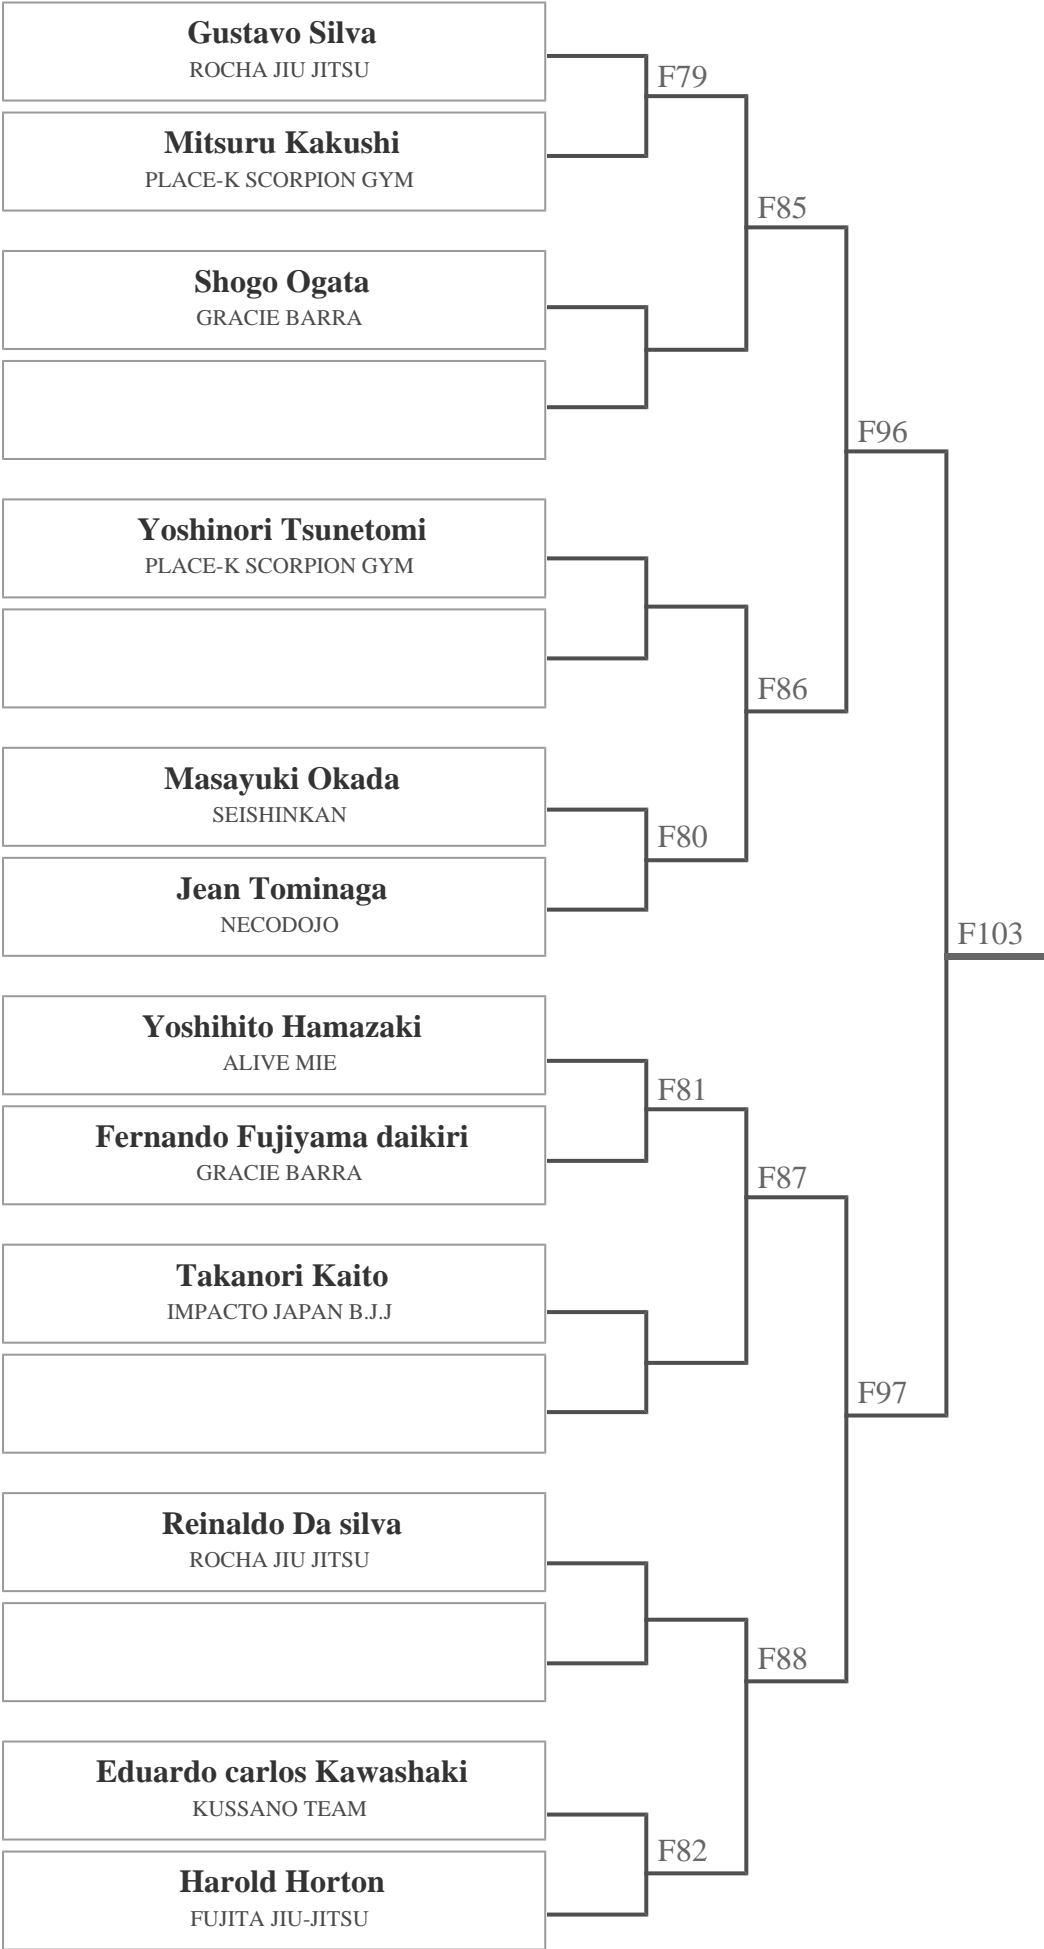 Gustavo Silva
ROCHA JIU JITSU
F79
Mitsuru Kakushi
PLACE-K SCORPION GYM
F85
Shogo Ogata
GRACIE BARRA
F96
Yoshinori Tsunetomi
PLACE-K SCORPION GYM
F86
Masayuki Okada
SEISHINKAN
F80
Jean Tominaga
NECODOJO
F103
Yoshihito Hamazaki
ALIVE MIE
F81
Fernando Fujiyama daikiri
GRACIE BARRA
F87
Takanori Kaito
IMPACTO JAPAN B.J.J
F97
Reinaldo Da silva
ROCHA JIU JITSU
F88
Eduardo carlos Kawashaki
KUSSANO TEAM
F82
Harold Horton
FUJITA JIU-JITSU